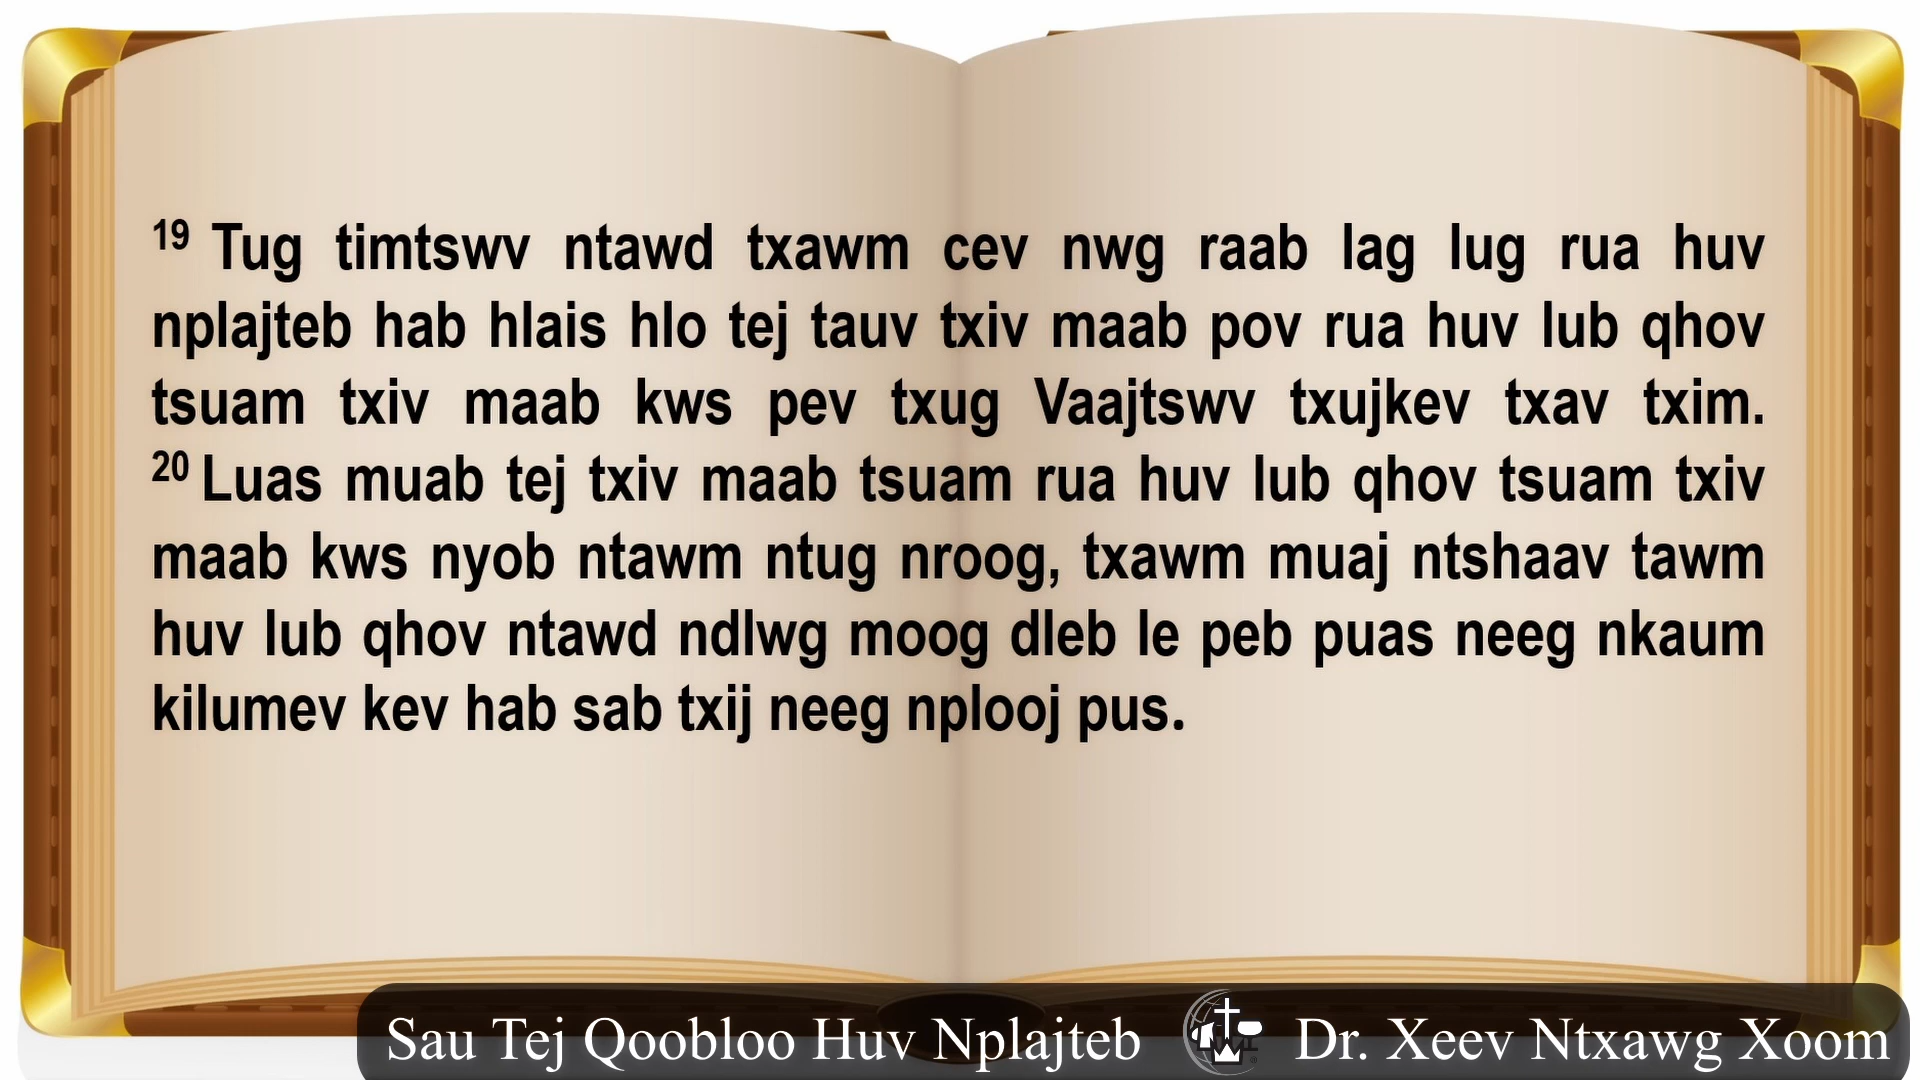 19 Tug timtswv ntawd txawm cev nwg raab lag lug rua huv
nplajteb hab hlais hlo tej tauv txiv maab pov rua huv lub qhov
tsuam txiv maab kws pev txug Vaajtswv txujkev txav txim.
20 Luas muab tej txiv maab tsuam rua huv lub qhov tsuam txiv
maab kws nyob ntawm ntug nroog, txawm muaj ntshaav tawm
huv lub qhov ntawd ndlwg moog dleb le peb puas neeg nkaum
kilumev kev hab sab txij neeg nplooj pus.
Sau Tej Qoobloo Huv Nplajteb
Dr. Xeev Ntxawg Xoom